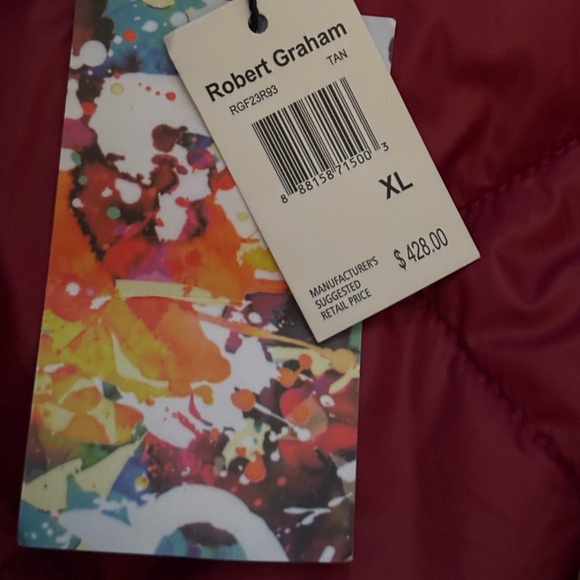 Robert Graham
RGF23R93 TAN
8 88158 71500 3
XL
MANUFACTURER'S
SUGGESTED
RETAIL PRICE
$ 428.00